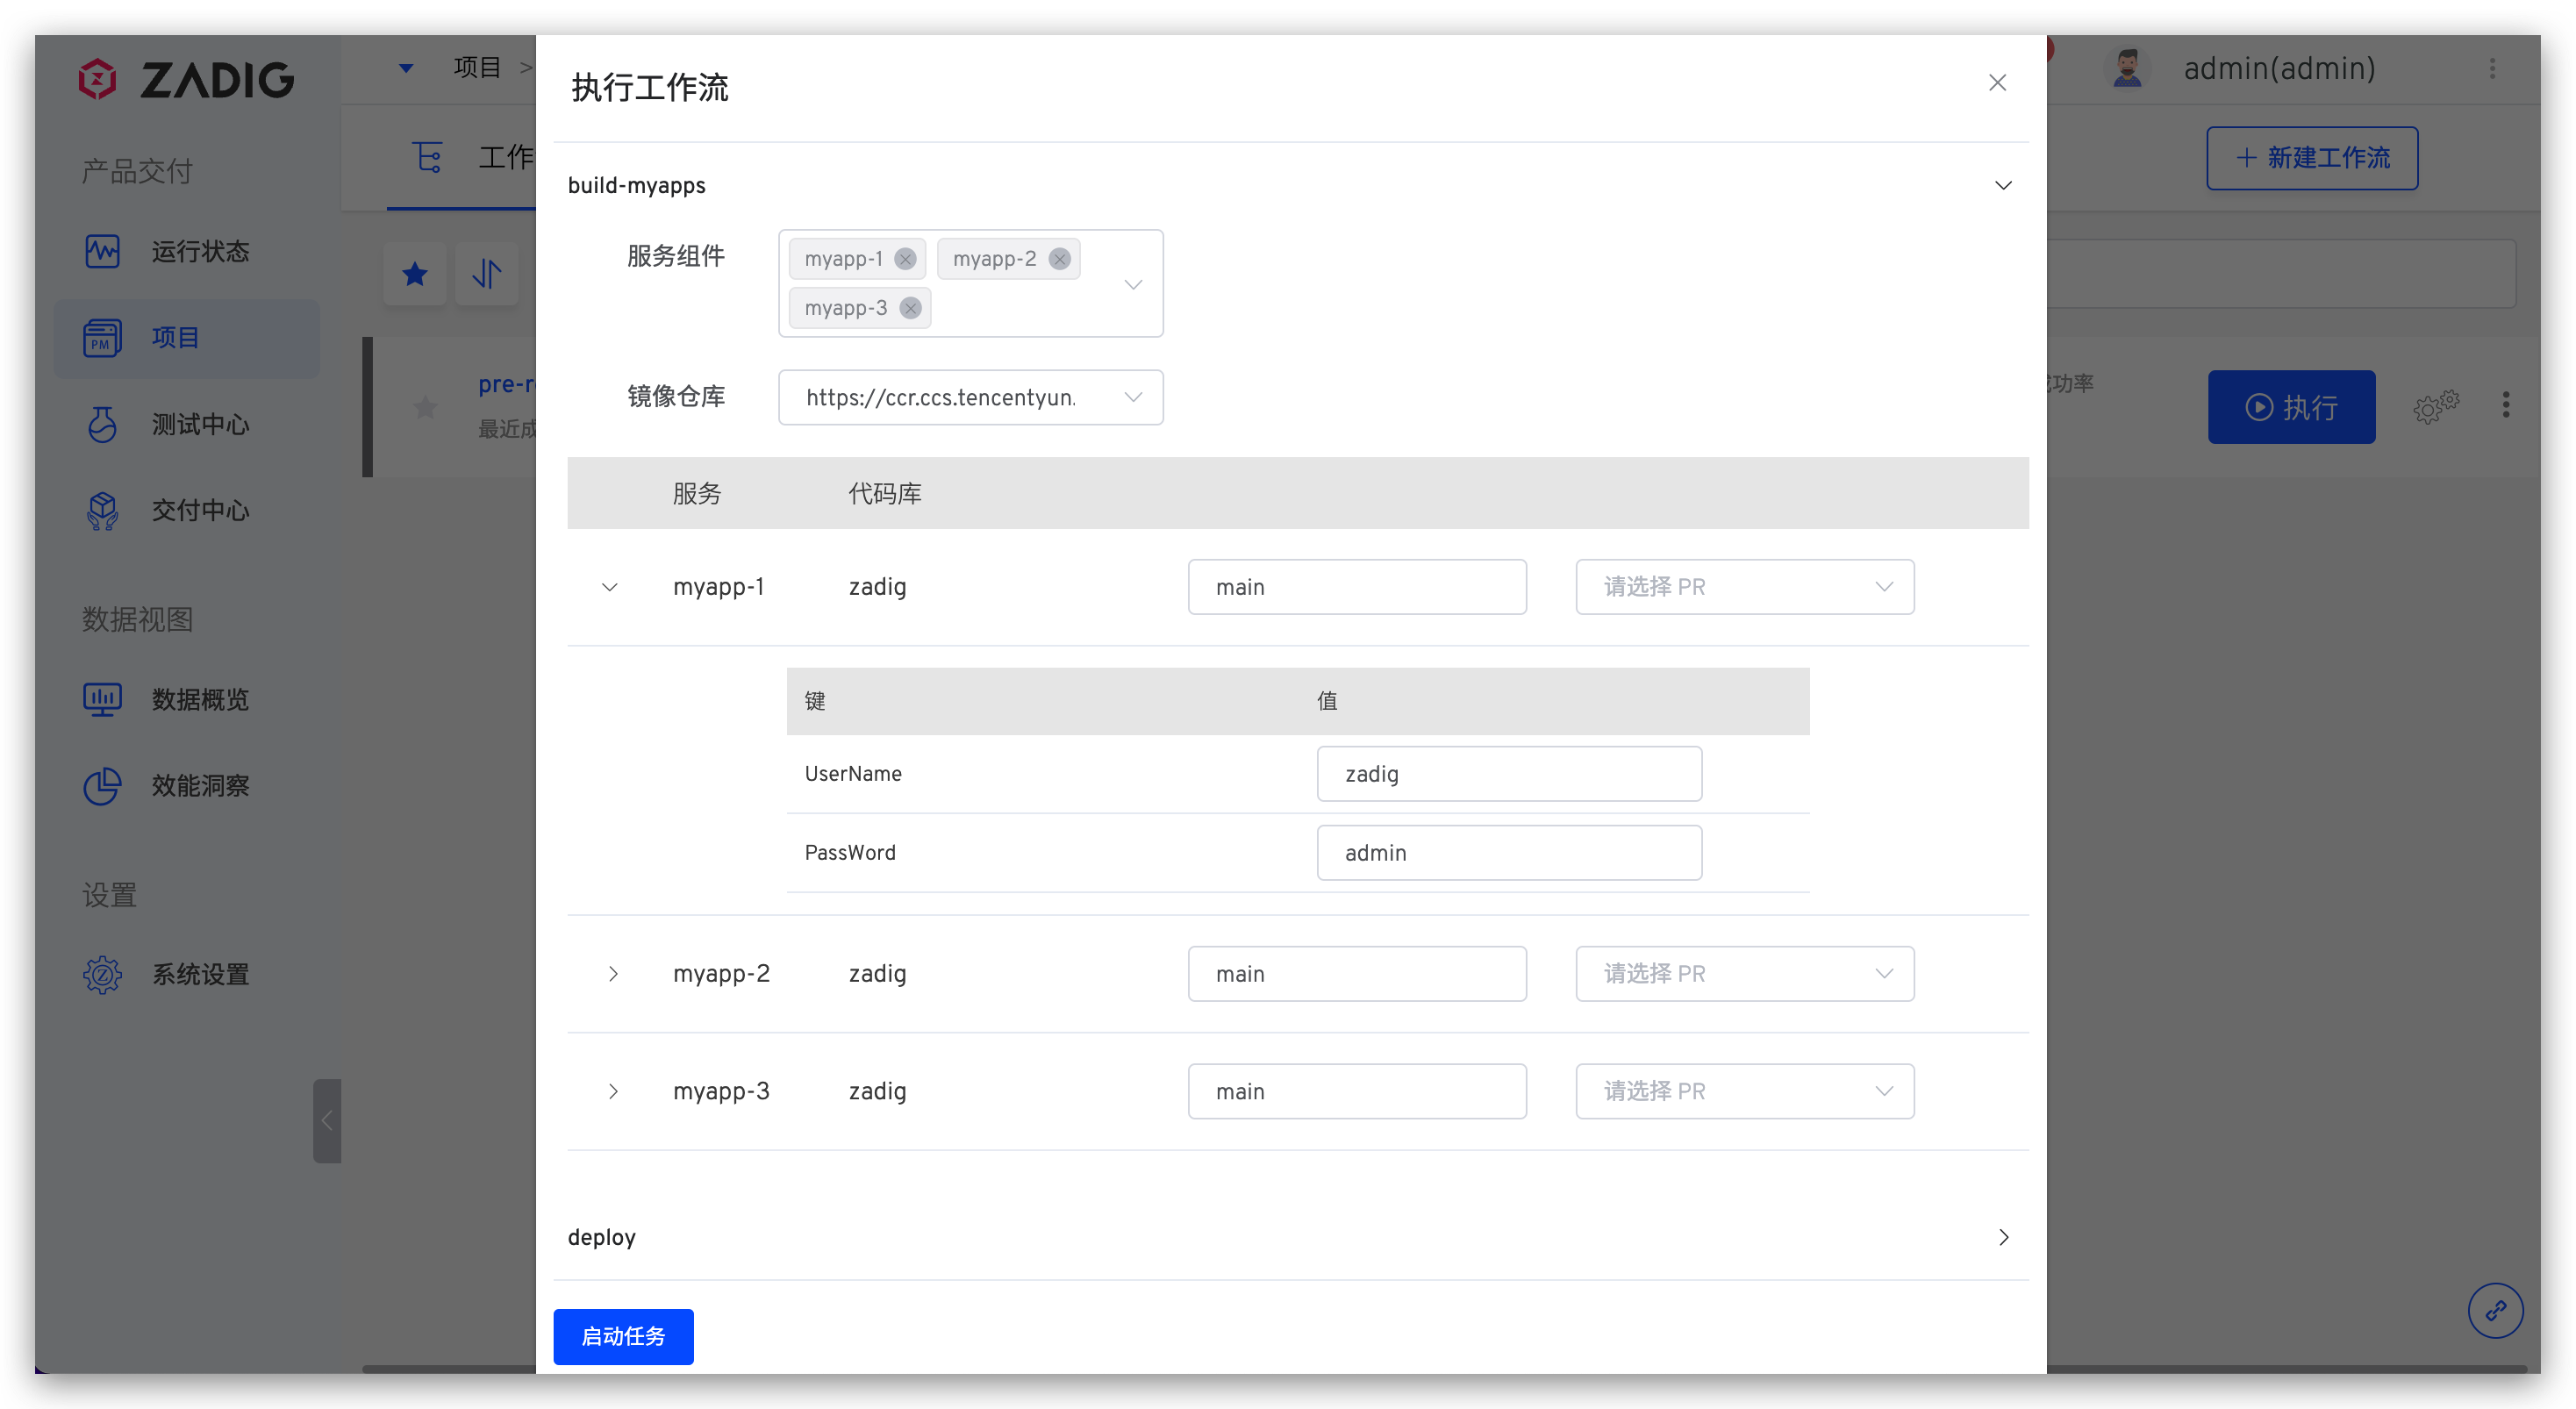 ZADIG
产品交付
运行状态
PM
项目
测试中心
交付中心
数据视图
数据概览
效能洞察
设置
系统设置
项目 >
工作
pre-r
最近成
admin(admin)
+ 新建工作流
功率
执行
执行工作流
build-myapps
服务组件
myapp-1
myapp-2
myapp-3
镜像仓库
https://ccr.ccs.tencentyun.
服务 代码库
myapp-1 zadig main 请选择 PR
键 值
UserName zadig
PassWord admin
myapp-2 zadig main 请选择 PR
myapp-3 zadig main 请选择 PR
deploy
启动任务